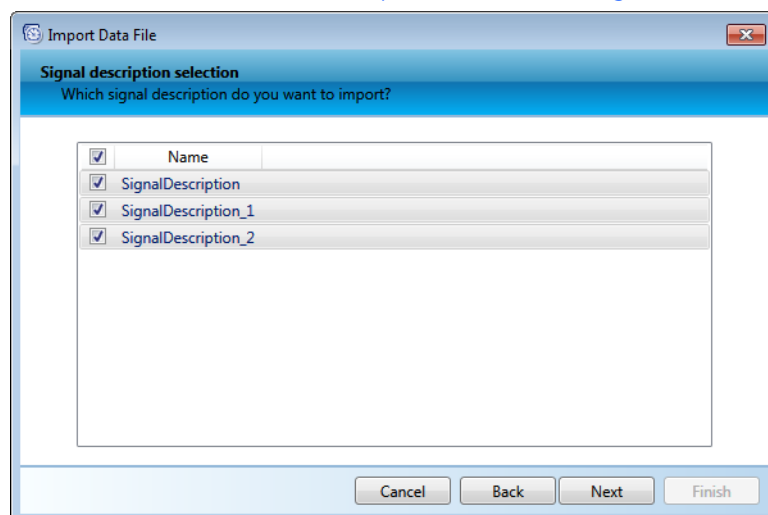 Import Data File
Signal description selection
Which signal description do you want to import?
Name
SignalDescription
SignalDescription_1
SignalDescription_2
Cancel Back Next Finish